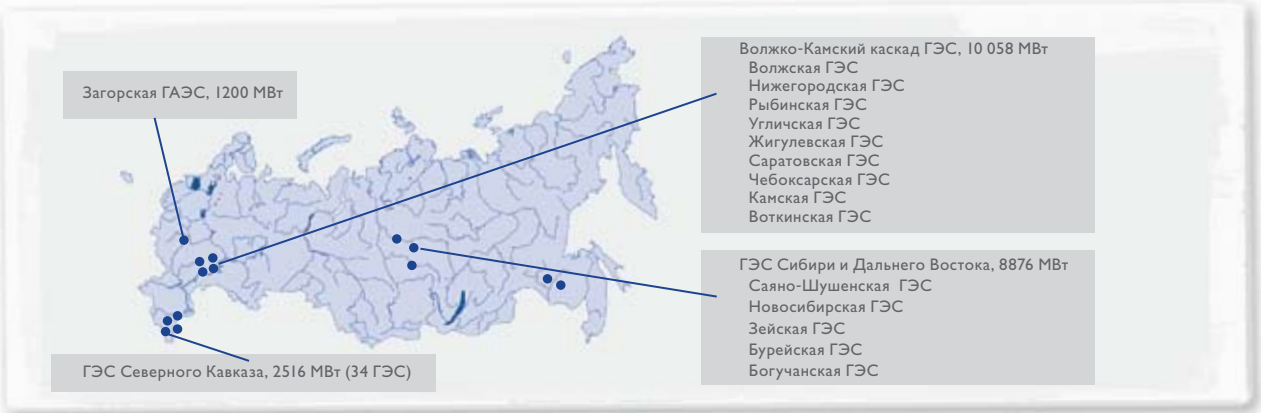 Загорская ГАЭС, 1200 МВт
Волжко-Камский каскад ГЭС, 10 058 МВт
Волжская ГЭС
Нижегородская ГЭС
Рыбинская ГЭС
Угличская ГЭС
Жигулевская ГЭС
Саратовская ГЭС
Чебоксарская ГЭС
Камская ГЭС
Воткинская ГЭС
ГЭС Сибири и Дальнего Востока, 8876 МВт
Саяно-Шушенская ГЭС
Новосибирская ГЭС
Зейская ГЭС
Бурейская ГЭС
Богучанская ГЭС
ГЭС Северного Кавказа, 2516 МВт (34 ГЭС)